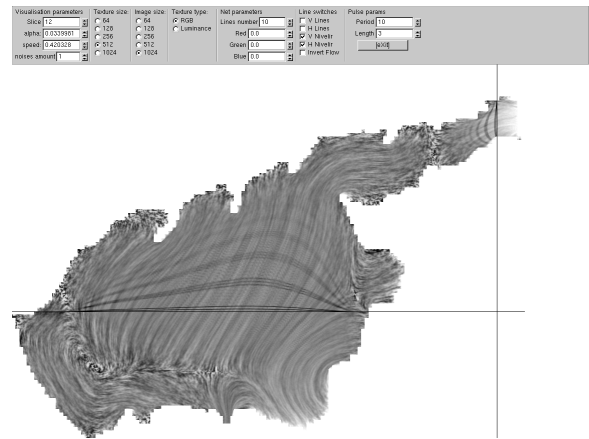 Visualisation parameters
Slice 12
alpha: 0.0339981
speed: 0.420328
noises amount 1
Texture size:
64
128
256
512
1024
Image size:
64
128
256
512
1024
Texture type:
RGB
Luminance
Net parameters
Lines number 10
Red 0.0
Green 0.0
Blue 0.0
Line switches
V Lines
H Lines
V Nivelir
H Nivelir
Invert Flow
Pulse params
Period 10
Length 3
eXit